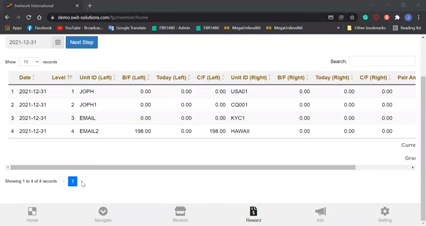 Iwetwork International
demo.swit-solutions.com/tp/member/home
Apps
Facebook
YouTube
Google Translate
Other bookmarks
Reading list
2021-12-31
Next Step
Show 10 records
Search:
Date Level Unit ID (Left) B/F (Left) Today (Left) C/F (Left) Unit ID (Right) B/F (Right) Today (Right) C/F (Right) Pair Am
1 2021-12-31 1 JOPH 0.00 0.00 0.00 USA01 0.00 0.00 0.00
2 2021-12-31 2 JOPH1 0.00 0.00 0.00 CQ001 0.00 0.00 0.00
3 2021-12-31 3 EMAIL 0.00 0.00 0.00 KYC1 0.00 0.00 0.00
4 2021-12-31 4 EMAIL2 198.00 0.00 198.00 HAWAII 0.00 0.00 0.00
Curre
Gras
Showing 1 to 4 of 4 records
1
Home
Navigate
Reward
Info
Setting